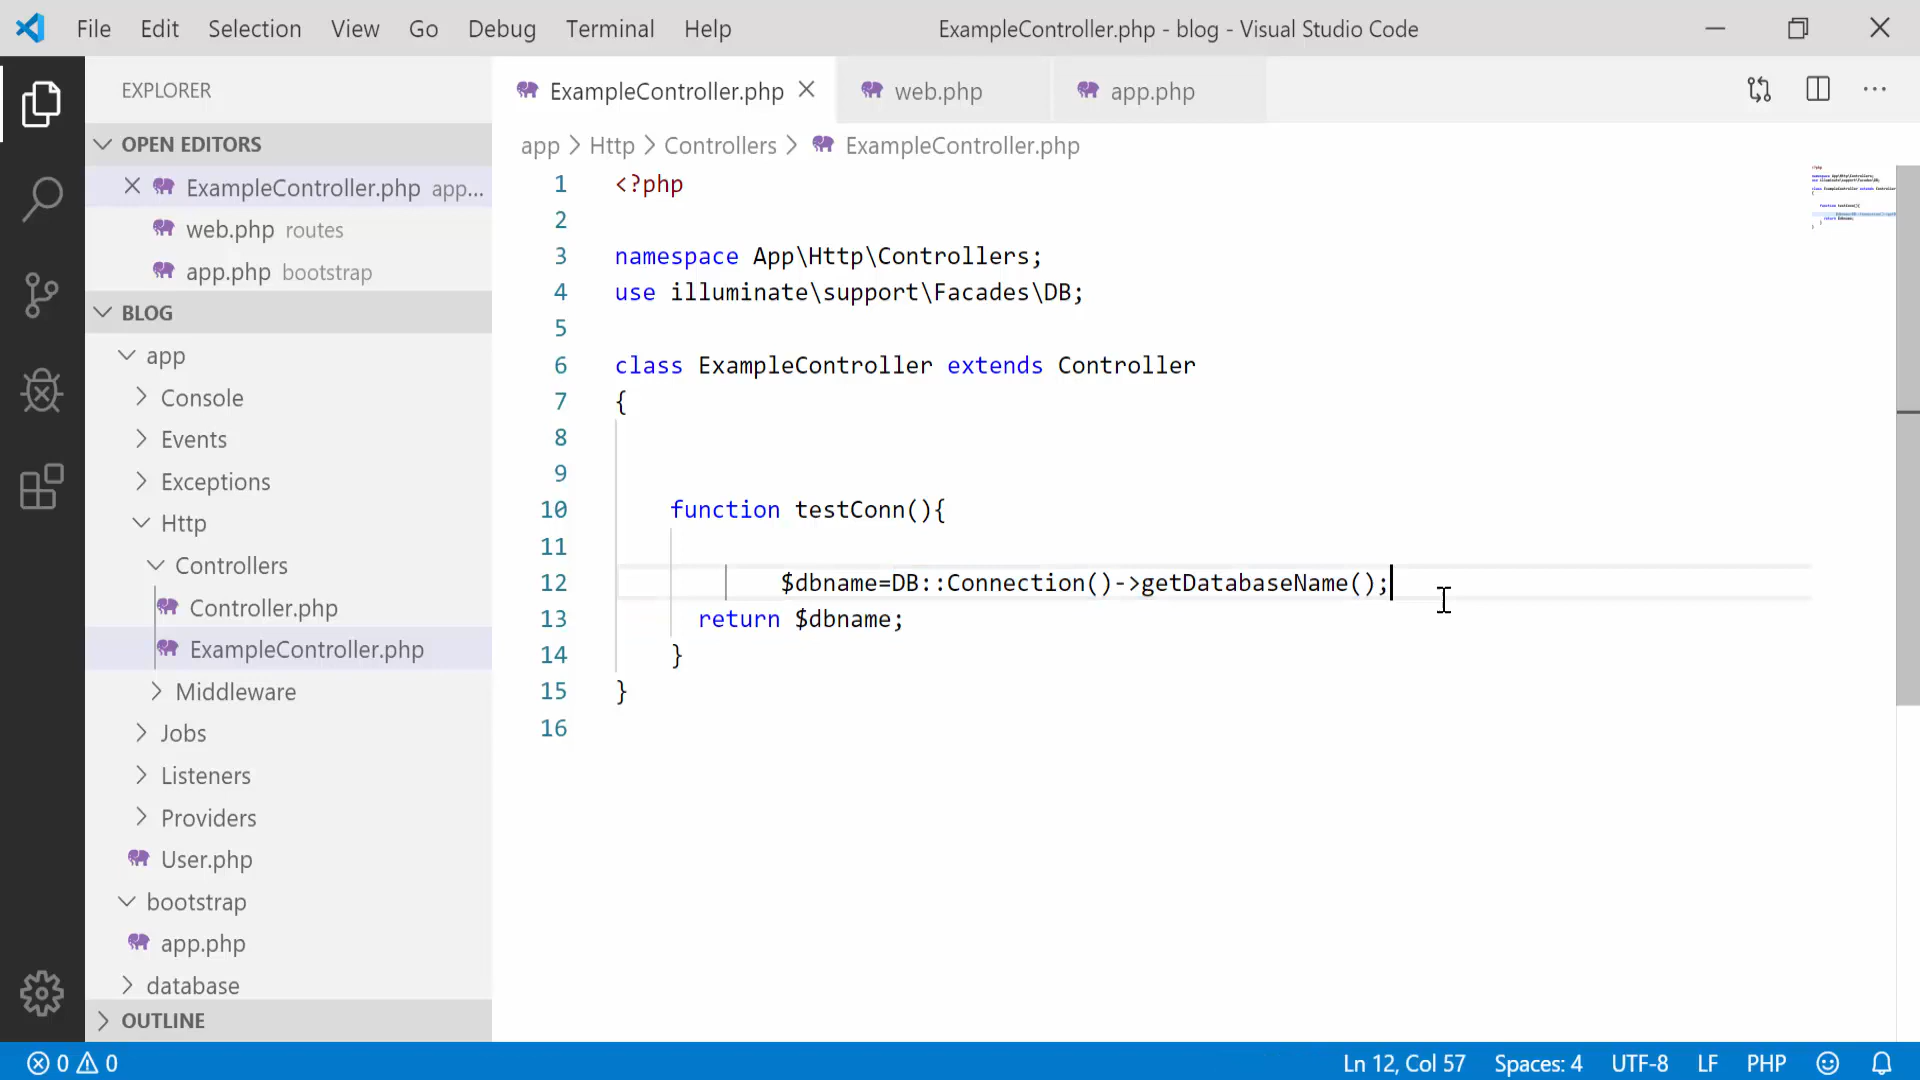 File Edit Selection View Go Debug Terminal Help
ExampleController.php - blog - Visual Studio Code
EXPLORER
OPEN EDITORS
ExampleController.php app...
web.php routes
app.php bootstrap
BLOG
app
Console
Events
Exceptions
Http
Controllers
Controller.php
ExampleController.php
Middleware
Jobs
Listeners
Providers
User.php
bootstrap
app.php
database
OUTLINE
ExampleController.php
web.php
app.php
app > Http > Controllers > ExampleController.php
1 <?php
2
3 namespace App\Http\Controllers;
4 use illuminate\support\Facades\DB;
5
6 class ExampleController extends Controller
7 {
8
9
10 function testConn(){
11
12 $dbname=DB::Connection()->getDatabaseName();
13 return $dbname;
14 }
15 }
16
0 0
Ln 12, Col 57 Spaces: 4 UTF-8 LF PHP